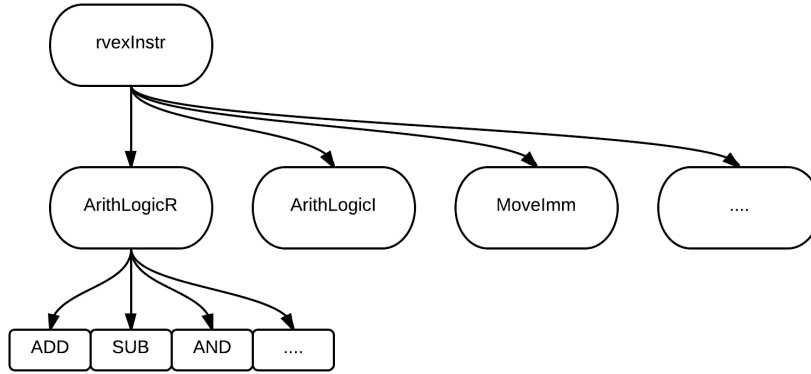 rvexInstr
ArithLogicR
ArithLogicI
MoveImm
....
ADD
SUB
AND
....